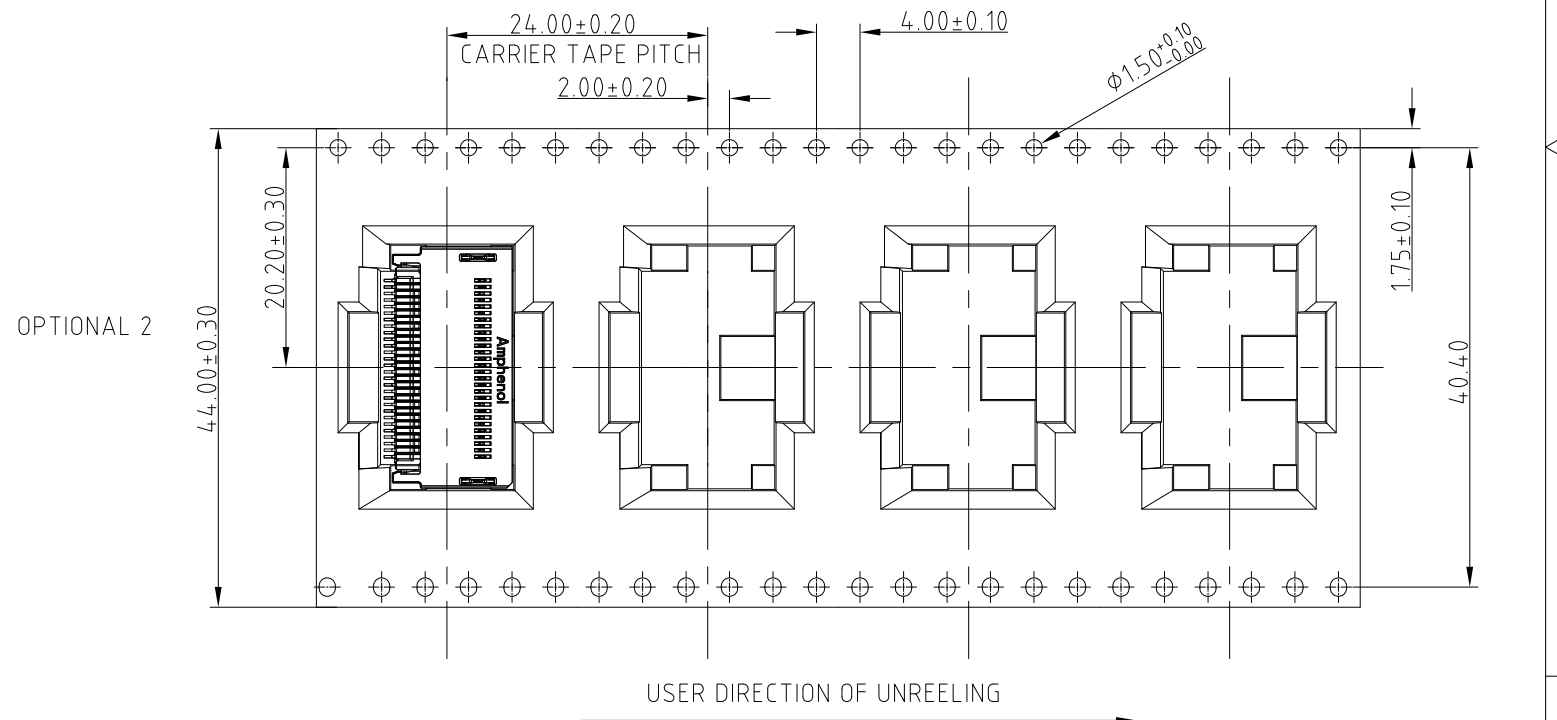 24.00±0.20
CARRIER TAPE PITCH
2.00±0.20
4.00±0.10
Φ1.50+0.10
-0.00
20.20±0.30
44.00±0.30
OPTIONAL 2
Amphenol
1.75±0.10
40.40
USER DIRECTION OF UNREELING